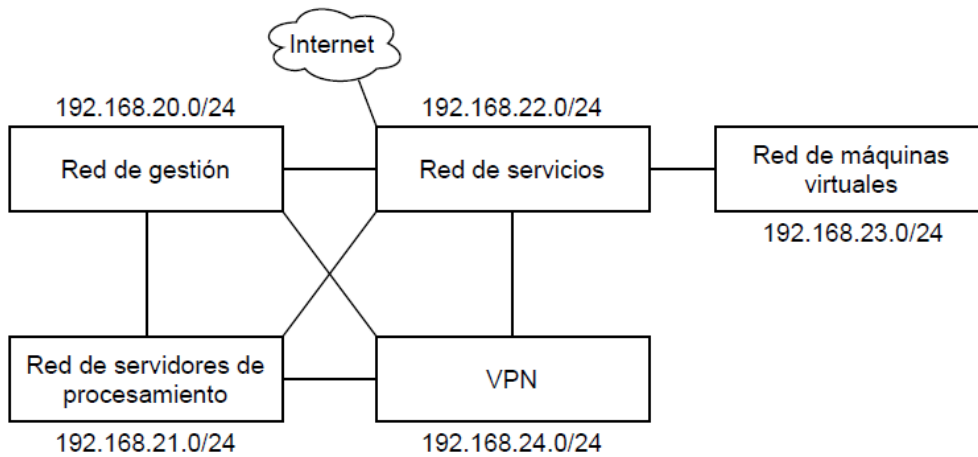 Internet
192.168.20.0/24
192.168.22.0/24
Red de gestión
Red de servicios
Red de máquinas
virtuales
192.168.23.0/24
Red de servidores de
procesamiento
VPN
192.168.21.0/24
192.168.24.0/24